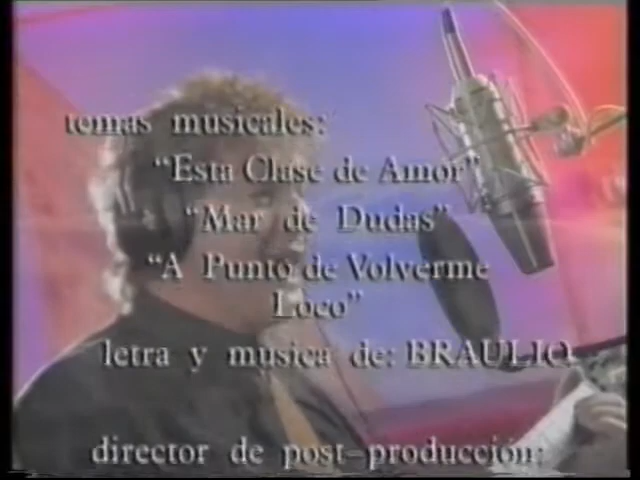 temas musicales:
“Esta Clase de Amor”
“Mar de Dudas”
“A Punto de Volverme
Loco”
letra y musica de: BRAULIO
director de post-producción: